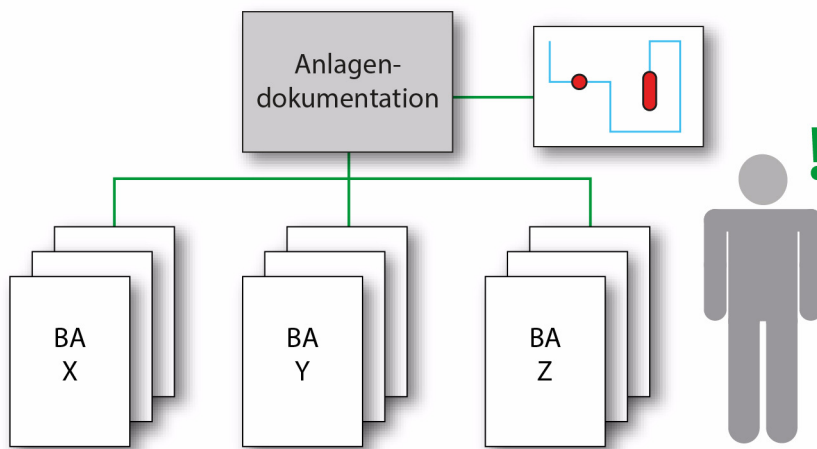 Anlagen-
dokumentation
!
BA
X
BA
Y
BA
Z